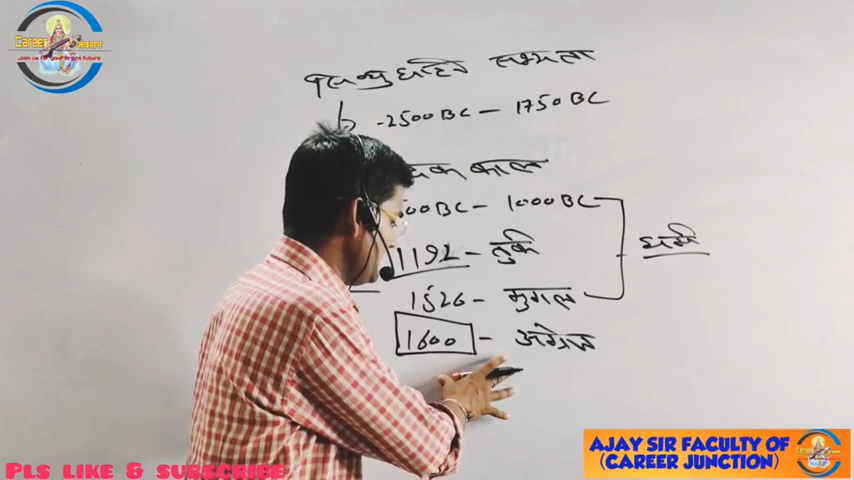 Career संस्थान
Join us for your Bright future
सिन्धु घाटी सभ्यता
2500 BC - 1750 BC
दिक काल
500 BC - 1000 BC
1192 - तुर्क
धर्म
1526 - मुगल
1600 - अंग्रेज
AJAY SIR FACULTY OF
(CAREER JUNCTION)
PLS LIKE & SUBSCRIBE